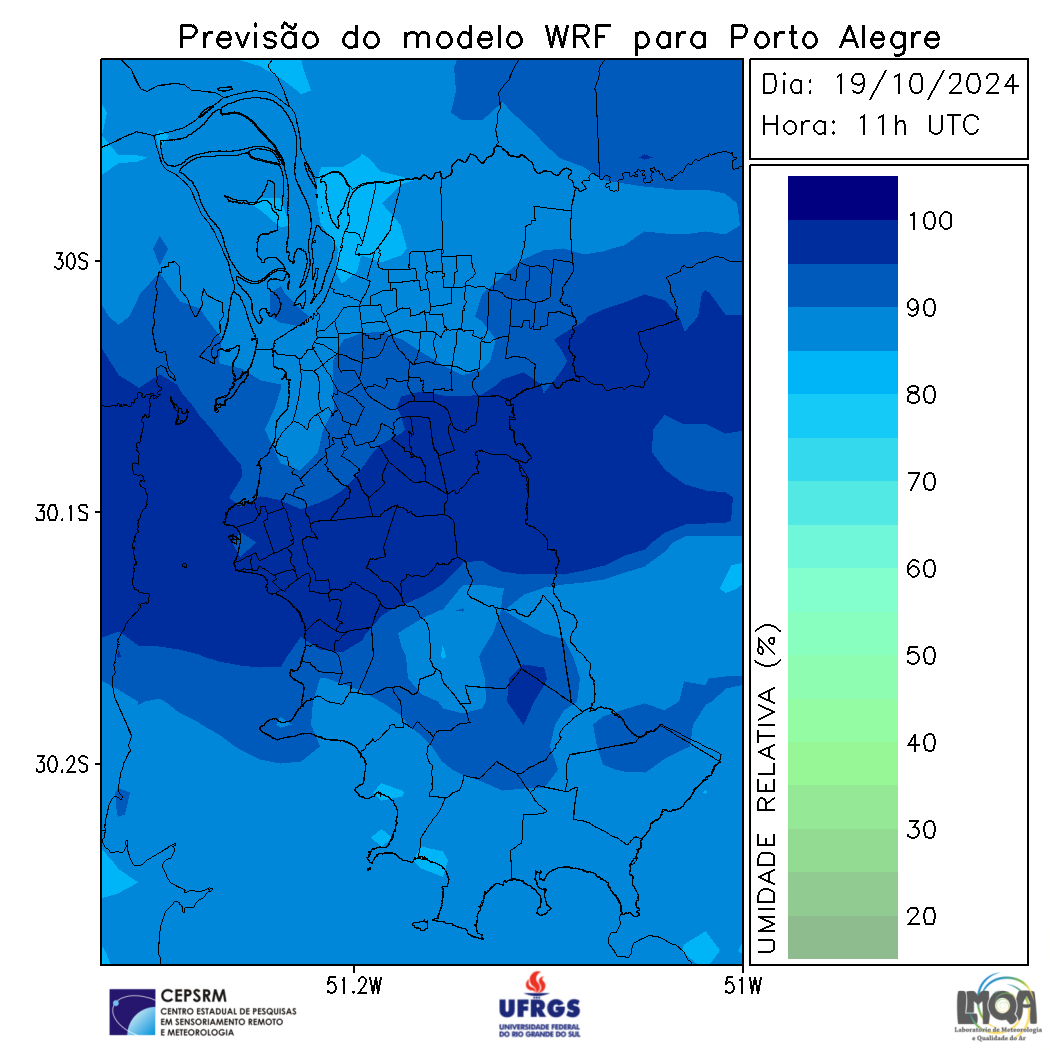 Previsão do modelo WRF para Porto Alegre
Dia: 19/10/2024
Hora: 11h UTC
100
90
80
70
60
50
40
30
20
UMIDADE RELATIVA (%)
30S
30.1S
30.2S
51.2W
51W
CEPSRM
CENTRO ESTADUAL DE PESQUISAS
EM SENSORIAMENTO REMOTO
E METEOROLOGIA
UFRGS
UNIVERSIDADE FEDERAL
DO RIO GRANDE DO SUL
LMQA
Laboratório de Meteorologia
e Qualidade do Ar